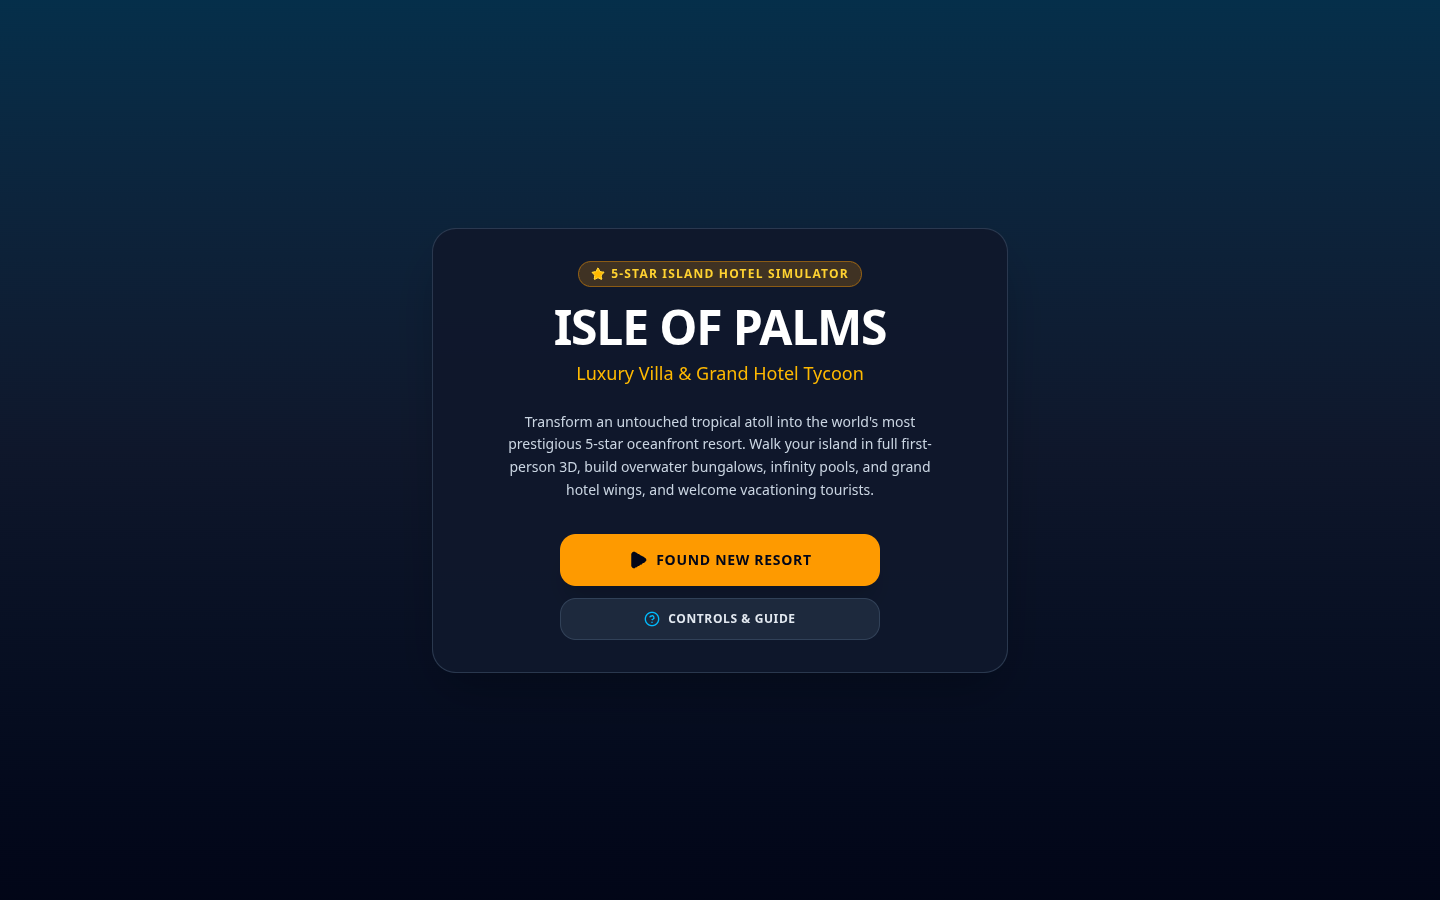 5-STAR ISLAND HOTEL SIMULATOR
ISLE OF PALMS
Luxury Villa & Grand Hotel Tycoon
Transform an untouched tropical atoll into the world's most
prestigious 5-star oceanfront resort. Walk your island in full first-
person 3D, build overwater bungalows, infinity pools, and grand
hotel wings, and welcome vacationing tourists.
FOUND NEW RESORT
CONTROLS & GUIDE